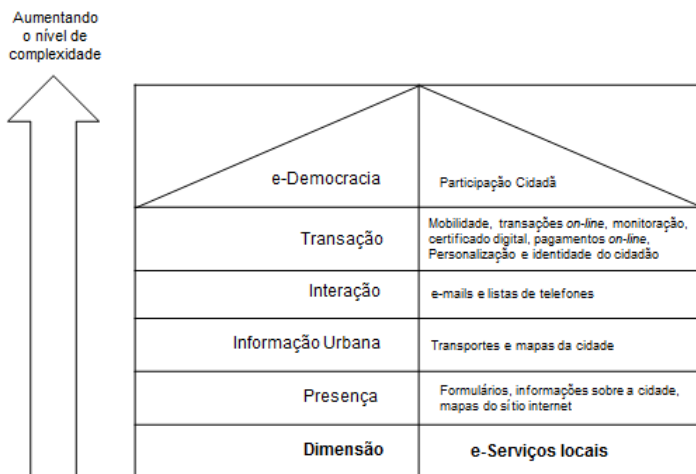 Aumentando
o nível de
complexidade
e-Democracia
Participação Cidadã
Transação
Mobilidade, transações on-line, monitoração,
certificado digital, pagamentos on-line,
Personalização e identidade do cidadão
Interação
e-mails e listas de telefones
Informação Urbana
Transportes e mapas da cidade
Presença
Formulários, informações sobre a cidade,
mapas do sítio internet
Dimensão
e-Serviços locais